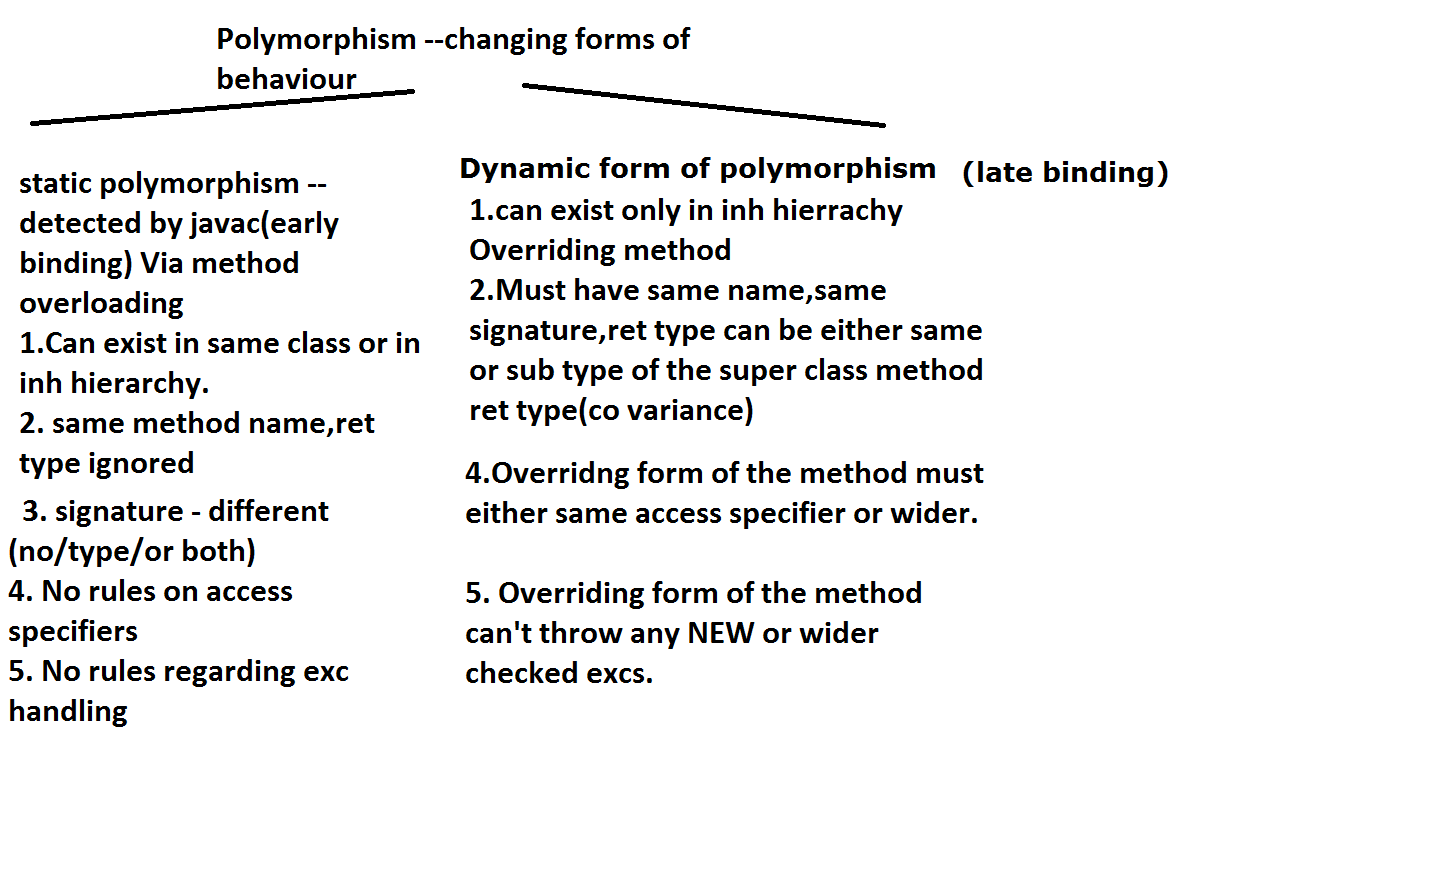 Polymorphism --changing forms of
behaviour
static polymorphism --
detected by javac(early
binding) Via method
overloading
1.Can exist in same class or in
inh hierarchy.
2. same method name,ret
type ignored
3. signature - different
(no/type/or both)
4. No rules on access
specifiers
5. No rules regarding exc
handling
Dynamic form of polymorphism (late binding)
1.can exist only in inh hierrachy
Overriding method
2.Must have same name,same
signature,ret type can be either same
or sub type of the super class method
ret type(co variance)
4.Overridng form of the method must
either same access specifier or wider.
5. Overriding form of the method
can't throw any NEW or wider
checked excs.